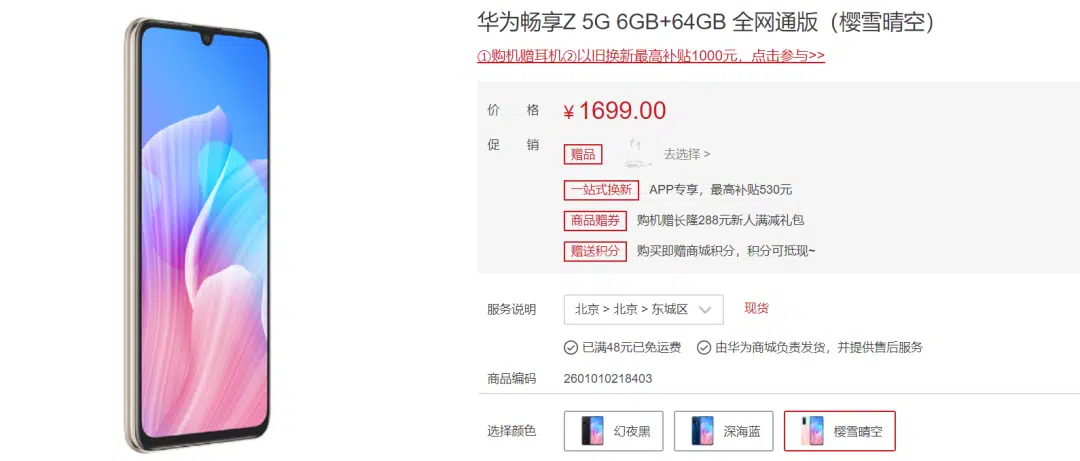 华为畅享Z 5G 6GB+64GB 全网通版（樱雪晴空）
①购机赠耳机②以旧换新最高补贴1000元，点击参与>>
价 格 ¥ 1699.00
促 销 赠品 去选择 >
一站式换新 APP专享，最高补贴530元
商品赠券 购机赠长隆288元新人满减礼包
赠送积分 购买即赠商城积分，积分可抵现~
服务说明 北京 > 北京 > 东城区 现货
已满48元已免运费 由华为商城负责发货，并提供售后服务
商品编码 2601010218403
选择颜色 幻夜黑 深海蓝 樱雪晴空